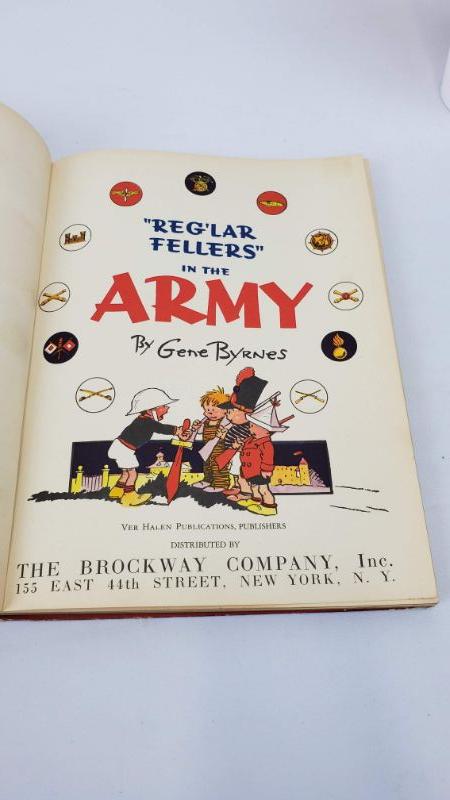 "REG'LAR
FELLERS"
IN THE
ARMY
By Gene Byrnes
VER HALEN PUBLICATIONS, PUBLISHERS
DISTRIBUTED BY
THE BROCKWAY COMPANY, Inc.
155 EAST 44th STREET, NEW YORK, N. Y.